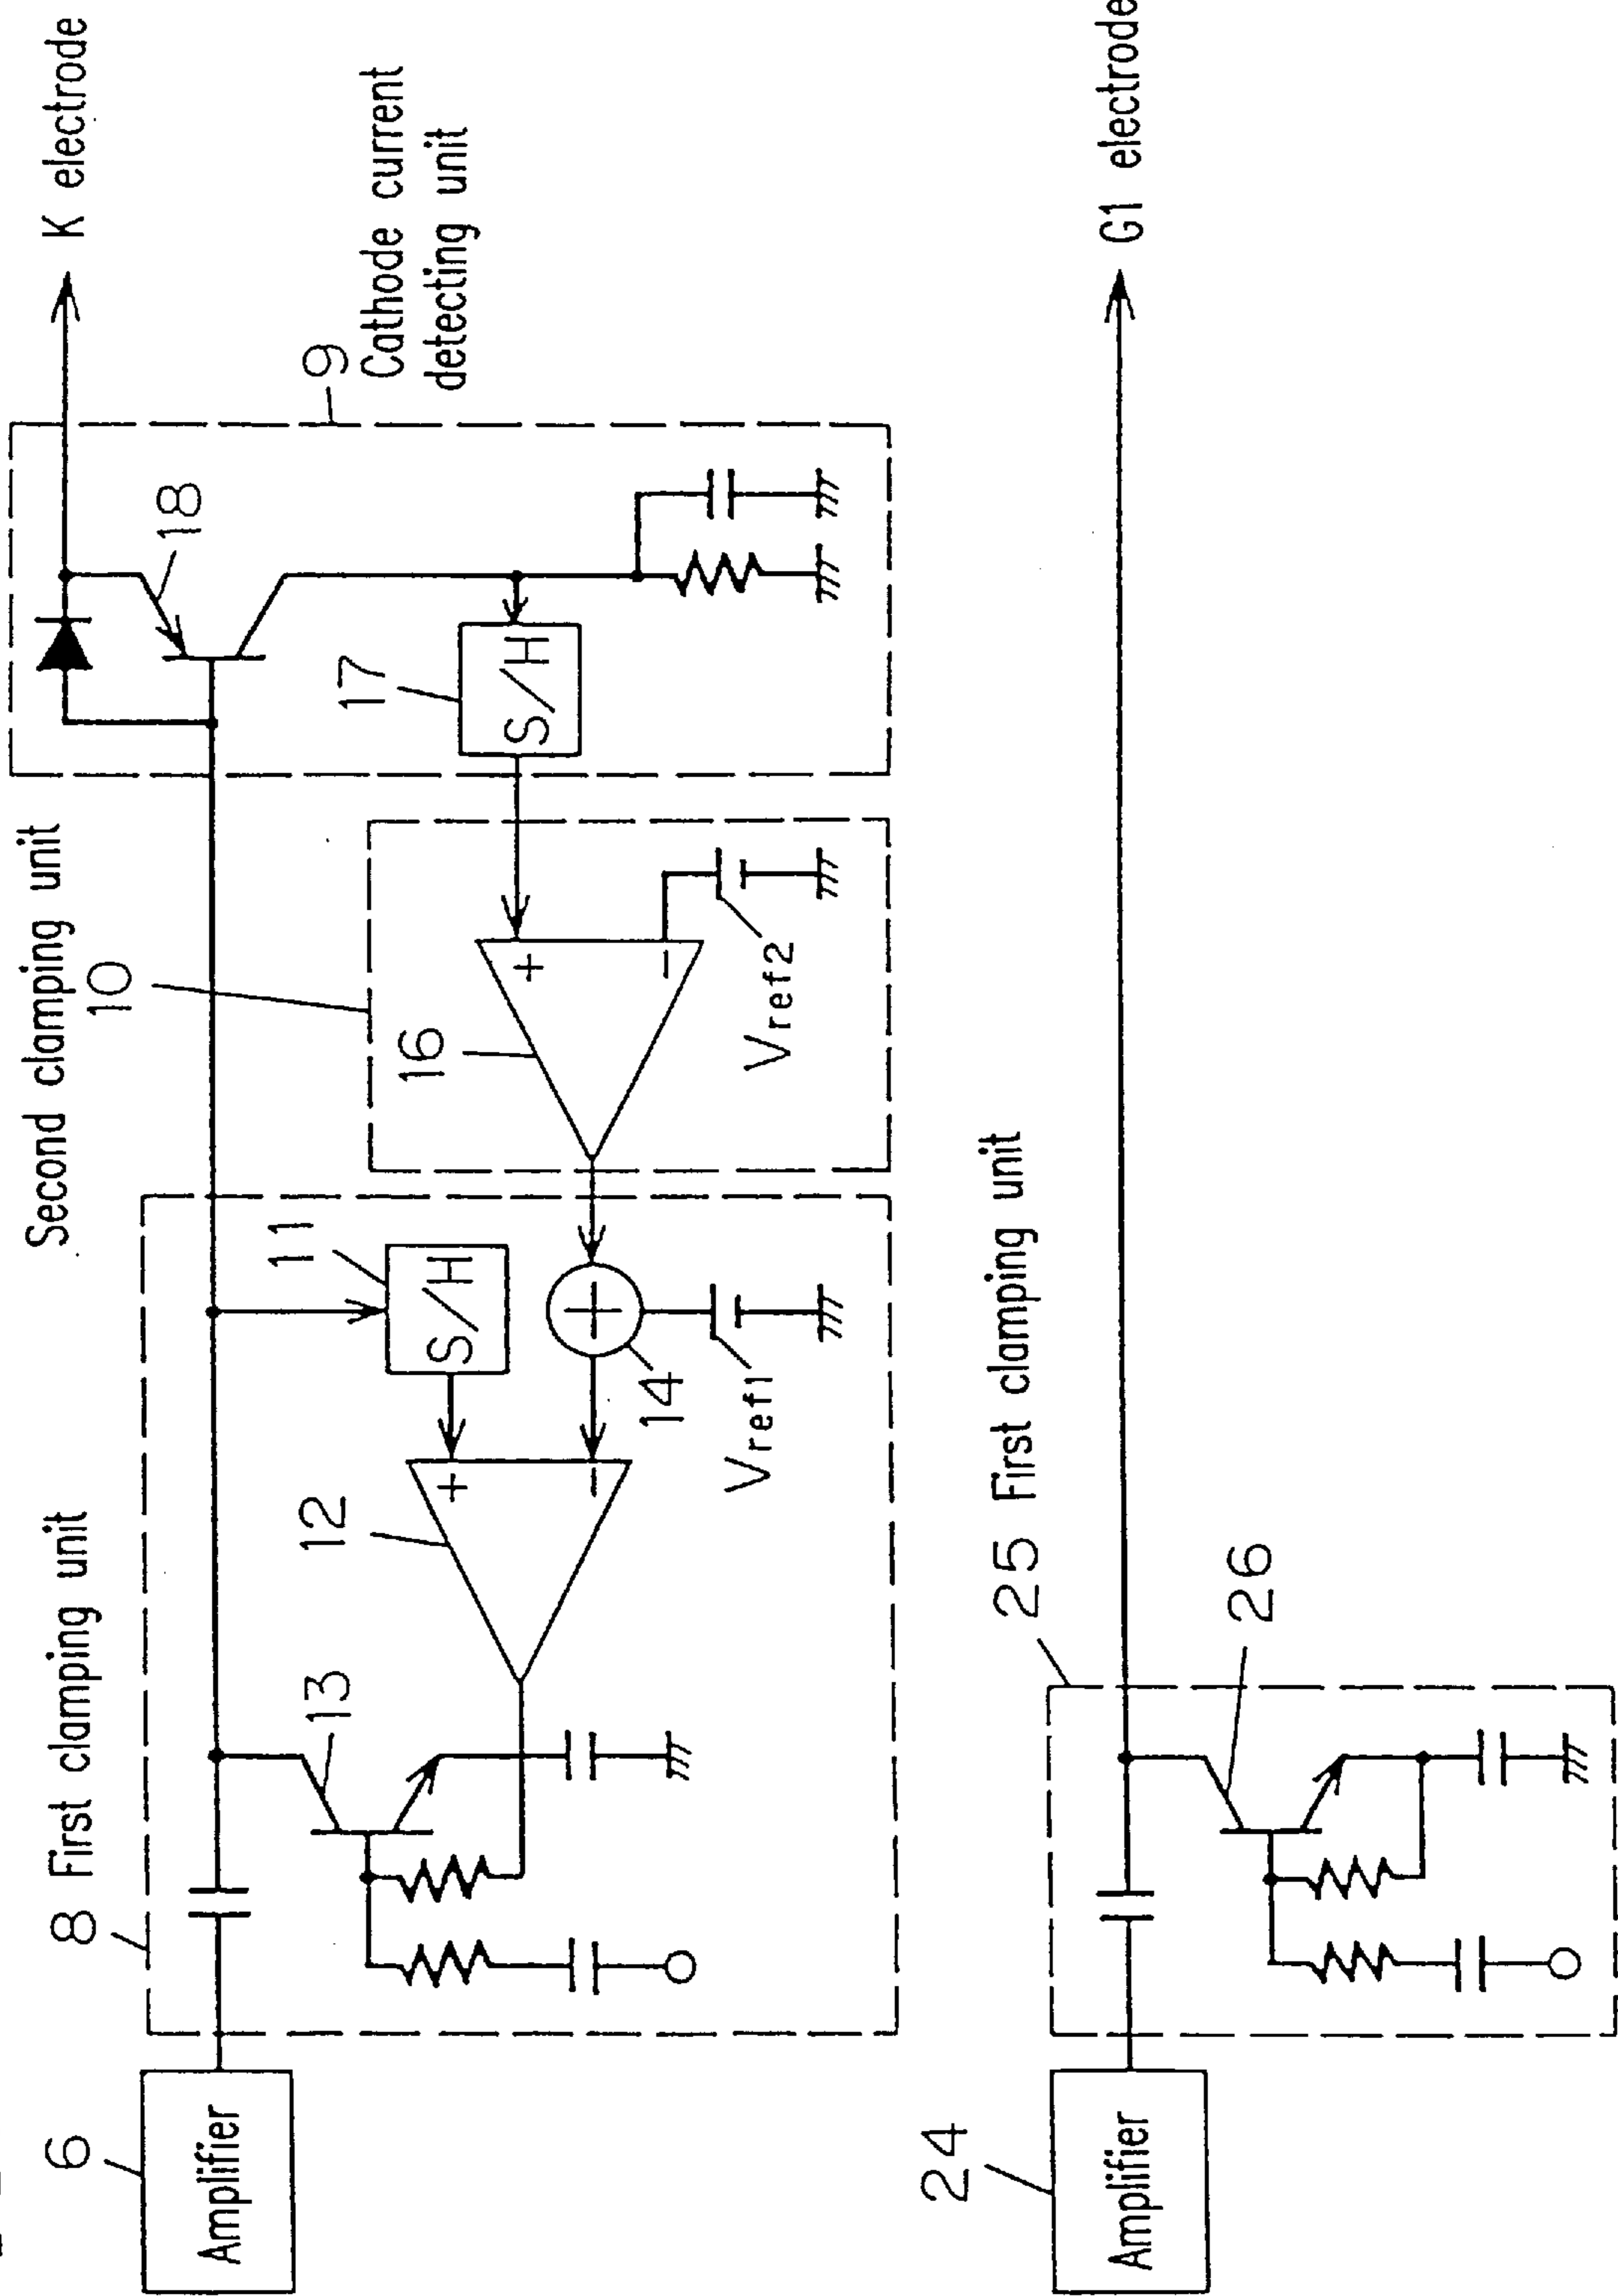 6
Amplifier
8 First clamping unit
13
12
11
S/H
14
Vref1
Second clamping unit
10
16
+
−
Vref2
17
S/H
18
9
Cathode current
detecting unit
K electrode
+
−
+
24
Amplifier
25 First clamping unit
26
G1 electrode